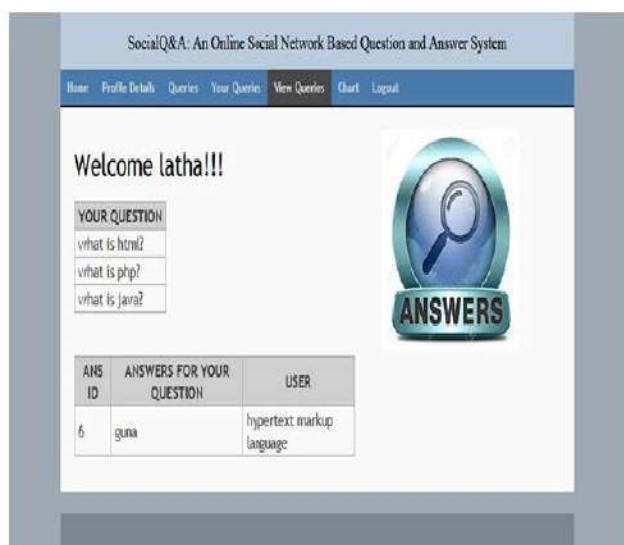 SocialQ&A: An Online Social Network Based Question and Answer System
Home Profile Details Queries Your Queries View Queries Chart Logout
Welcome latha!!!
YOUR QUESTION
what is html?
what is php?
what is java?
ANSWERS
ANS ID ANSWERS FOR YOUR QUESTION USER
6 guna hypertext markup language